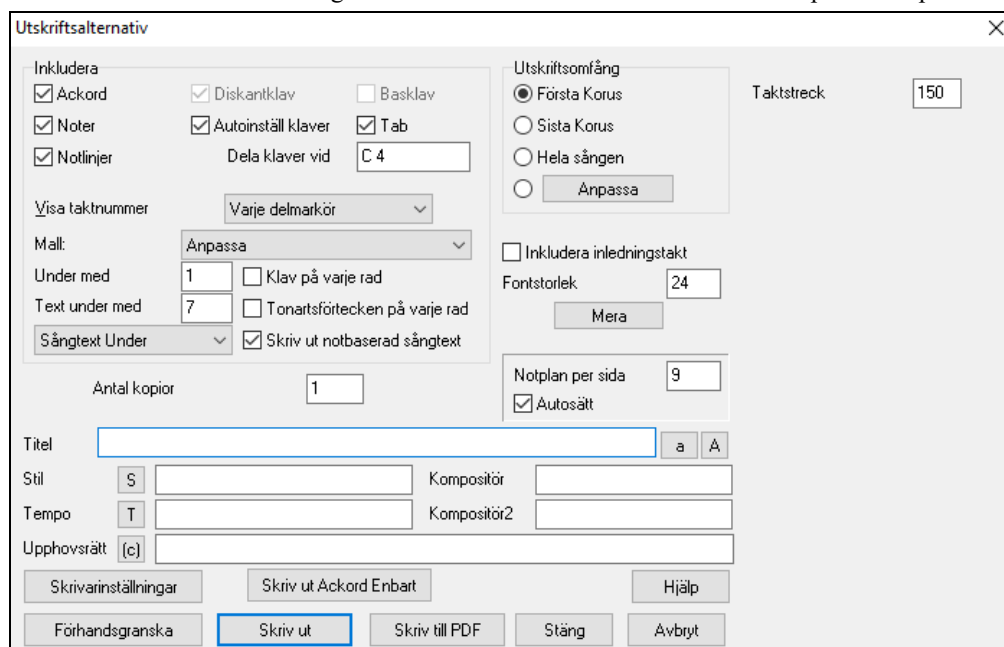 Utskriftsalternativ
Inkludera
Ackord
Diskantklav
Basklav
Noter
Autoinställ klaver
Tab
Notlinjer
Dela klaver vid
C 4
Visa taktnummer
Varje delmarkör
Mall:
Anpassa
Under med
1
Klav på varje rad
Text under med
7
Tonartsförtecken på varje rad
Sångtext Under
Skriv ut notbaserad sångtext
Antal kopior
1
Utskriftsomfång
Första Korus
Sista Korus
Hela sången
Anpassa
Inkludera inledningstakt
Fontstorlek
24
Mera
Notplan per sida
9
Autosätt
Taktstreck
150
Titel
a
A
Stil
S
Kompositör
Tempo
T
Kompositör2
Upphovsrätt
(c)
Skrivarinställningar
Skriv ut Ackord Enbart
Hjälp
Förhandsgranska
Skriv ut
Skriv till PDF
Stäng
Avbryt